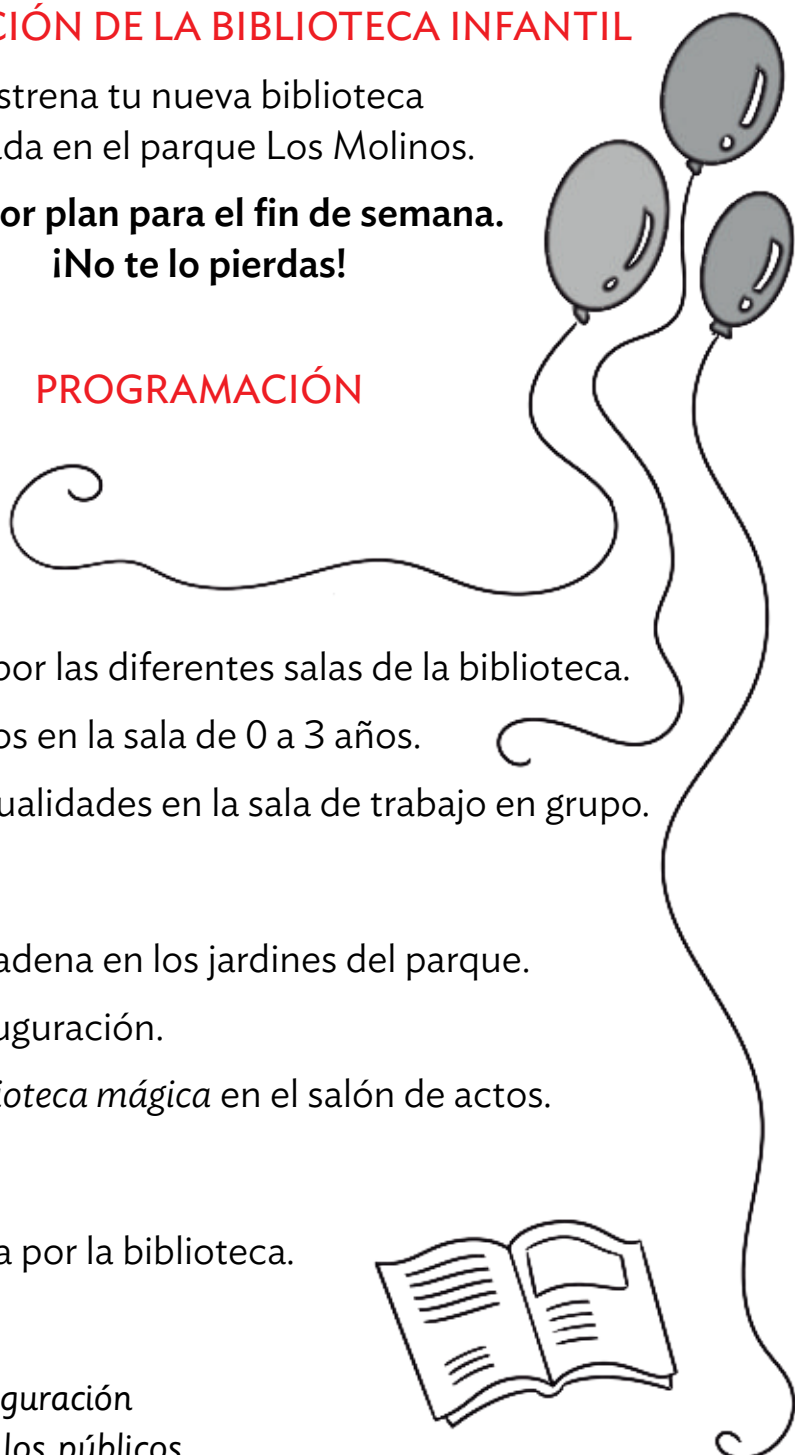 CIÓN DE LA BIBLIOTECA INFANTIL
strena tu nueva biblioteca
ada en el parque Los Molinos.
or plan para el fin de semana.
¡No te lo pierdas!
PROGRAMACIÓN
por las diferentes salas de la biblioteca.
os en la sala de 0 a 3 años.
ualidades en la sala de trabajo en grupo.
adena en los jardines del parque.
uguración.
ioteca mágica en el salón de actos.
a por la biblioteca.
guración
los públicos